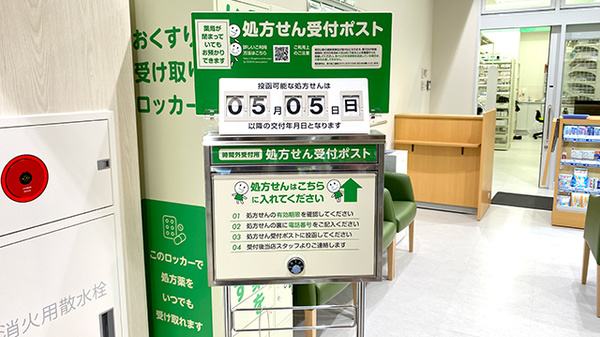 おくすり
受け取り
ロッカー
薬局が
閉まって
いても
お預かり
できます
処方せん受付ポスト
詳しいご利用
方法はこちら
ご利用上
のご注意
投函可能な処方せんは
05月05日日
以降の交付年月日となります
時間外受付用 処方せん受付ポスト
処方せんはこちら
に入れてください
01 処方せんの有効期限を確認してください
02 処方せんの裏に電話番号をご記入ください
03 処方せん受付ポストに投函してください
04 受付後当店スタッフよりご連絡します
このロッカーで
処方薬を
いつでも
受け取れます
消火用散水栓